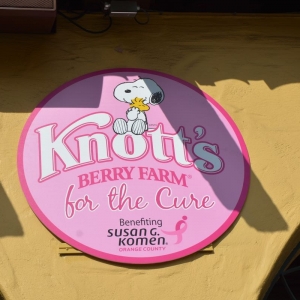 Knott's
BERRY FARM®
for the Cure
Benefiting
SUSAN G.
KOMEN®
ORANGE COUNTY